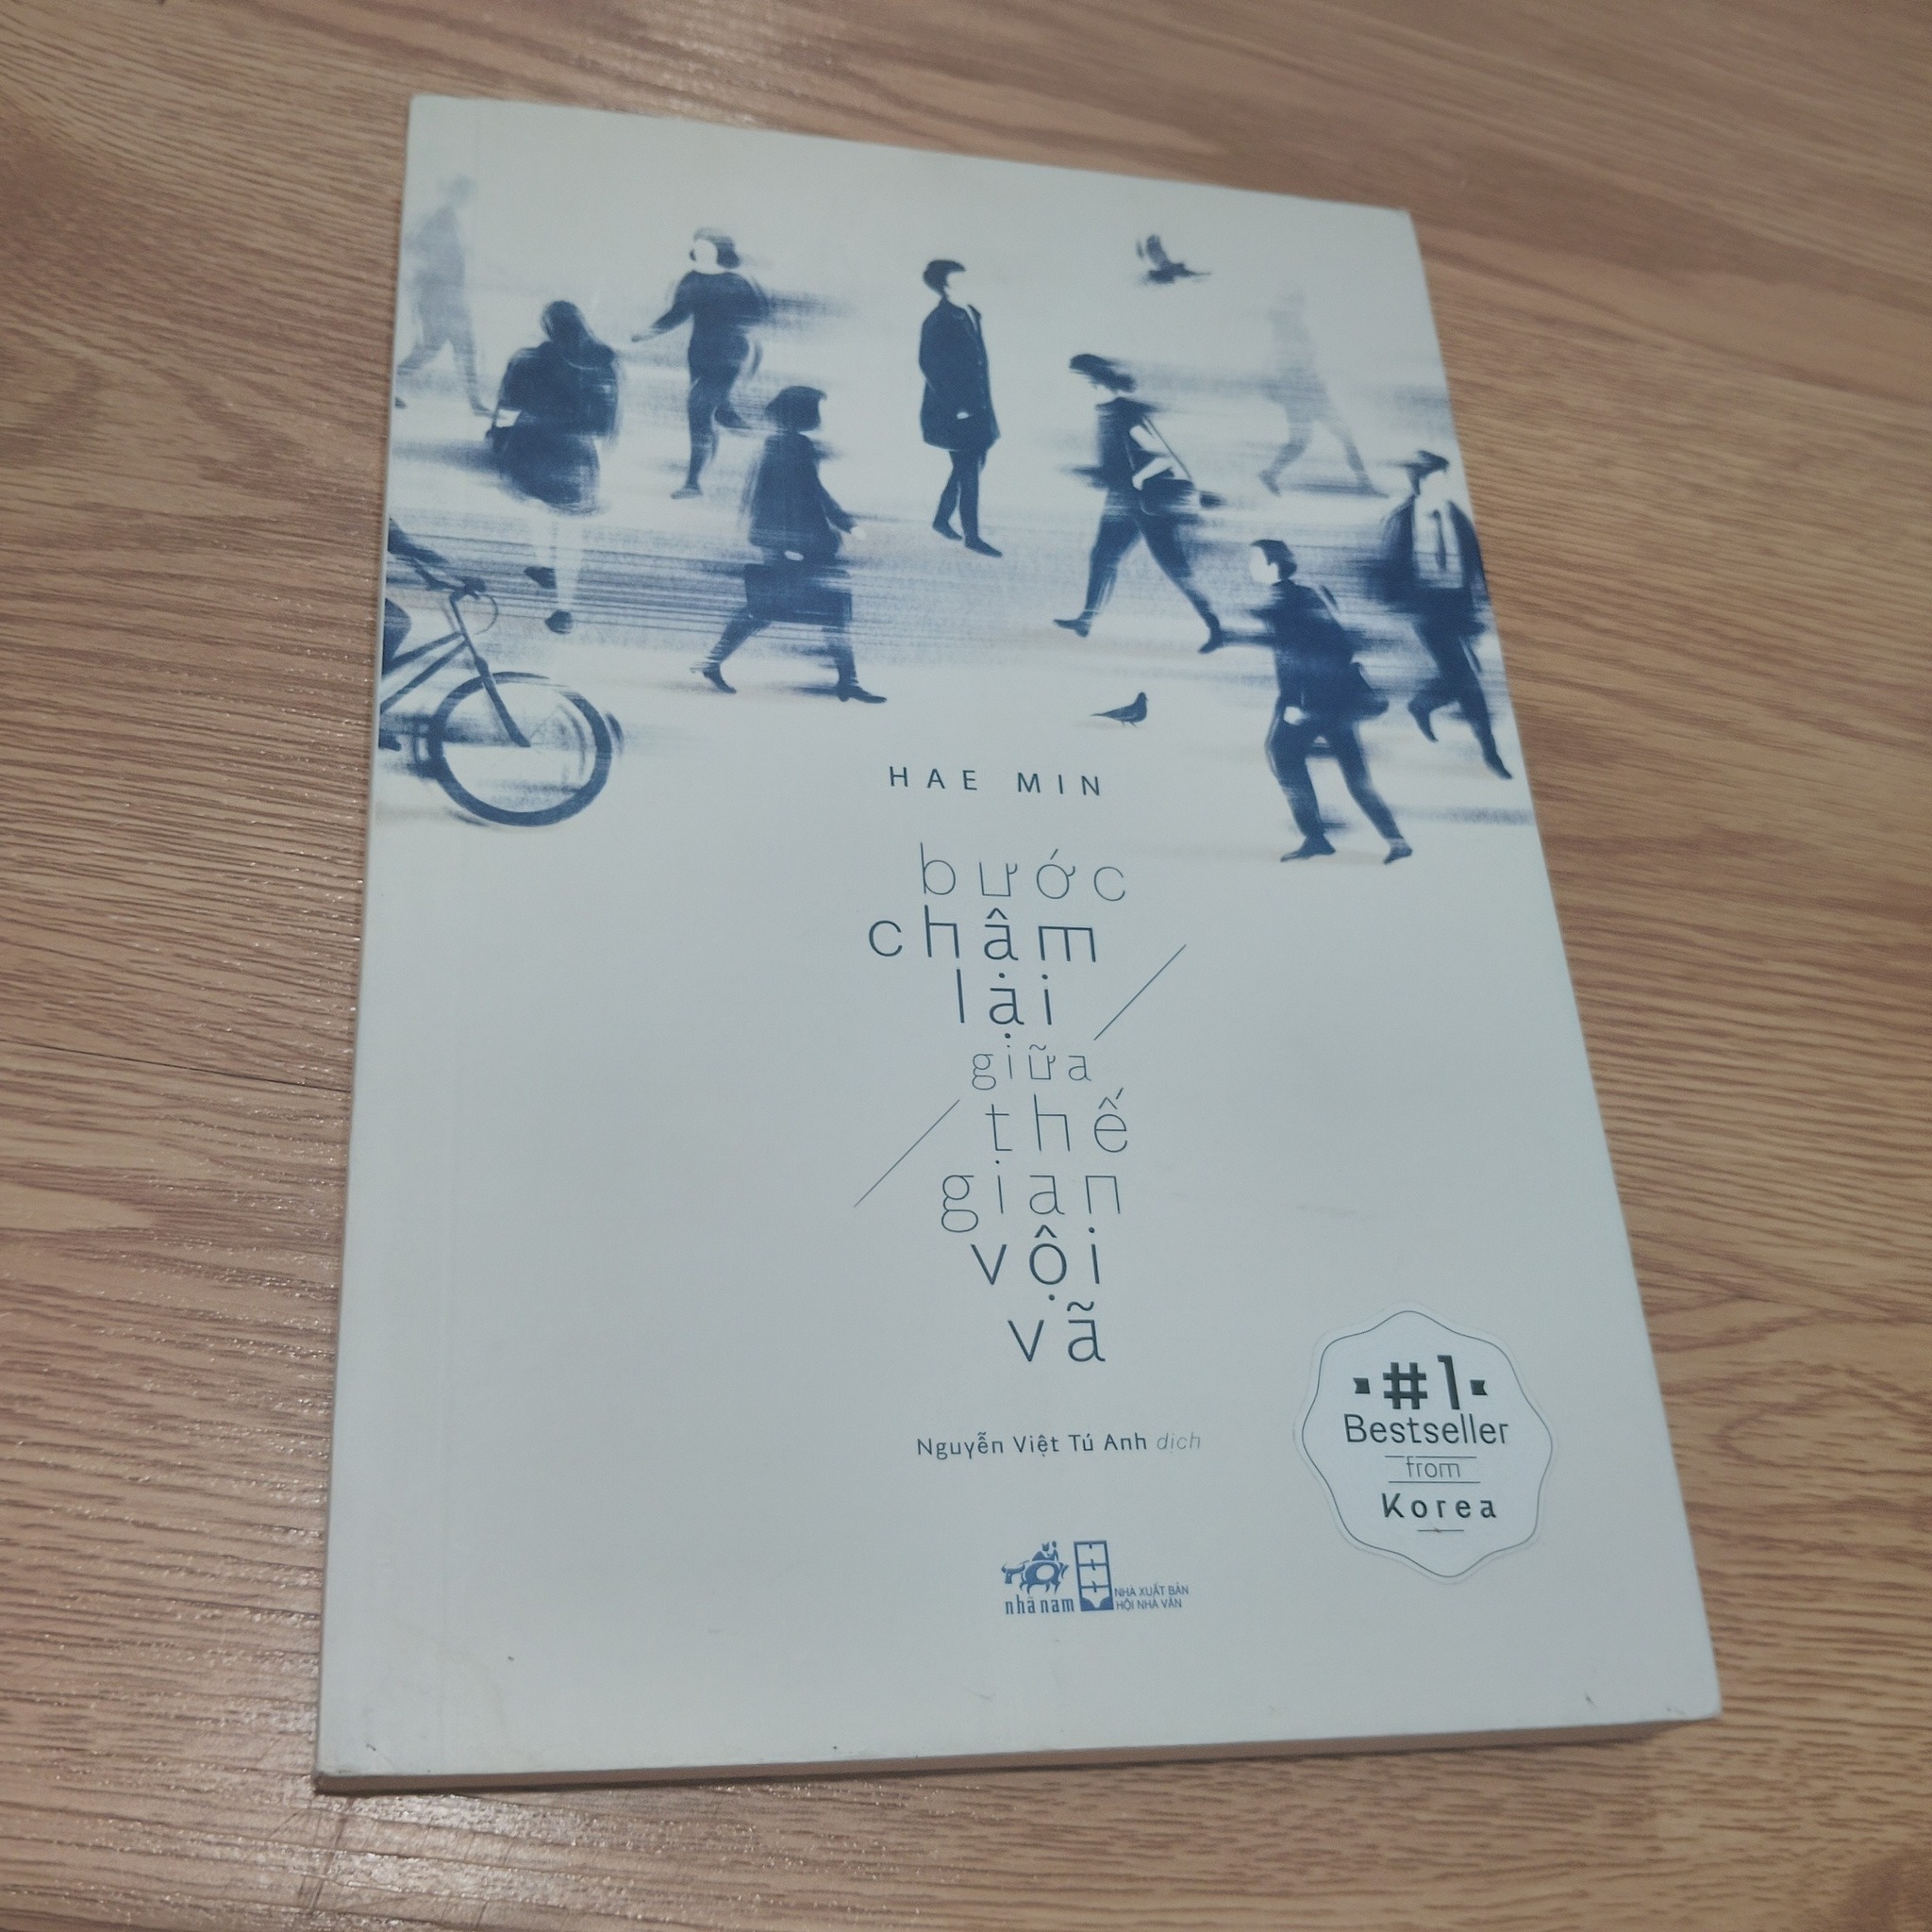 HAE MIN
bước
chậm
lại
giữa
thế
gian
vội
vã
Nguyễn Việt Tú Anh dịch
#1
Bestseller
from
Korea
nhã nam
NHÀ XUẤT BẢN
HỘI NHÀ VĂN